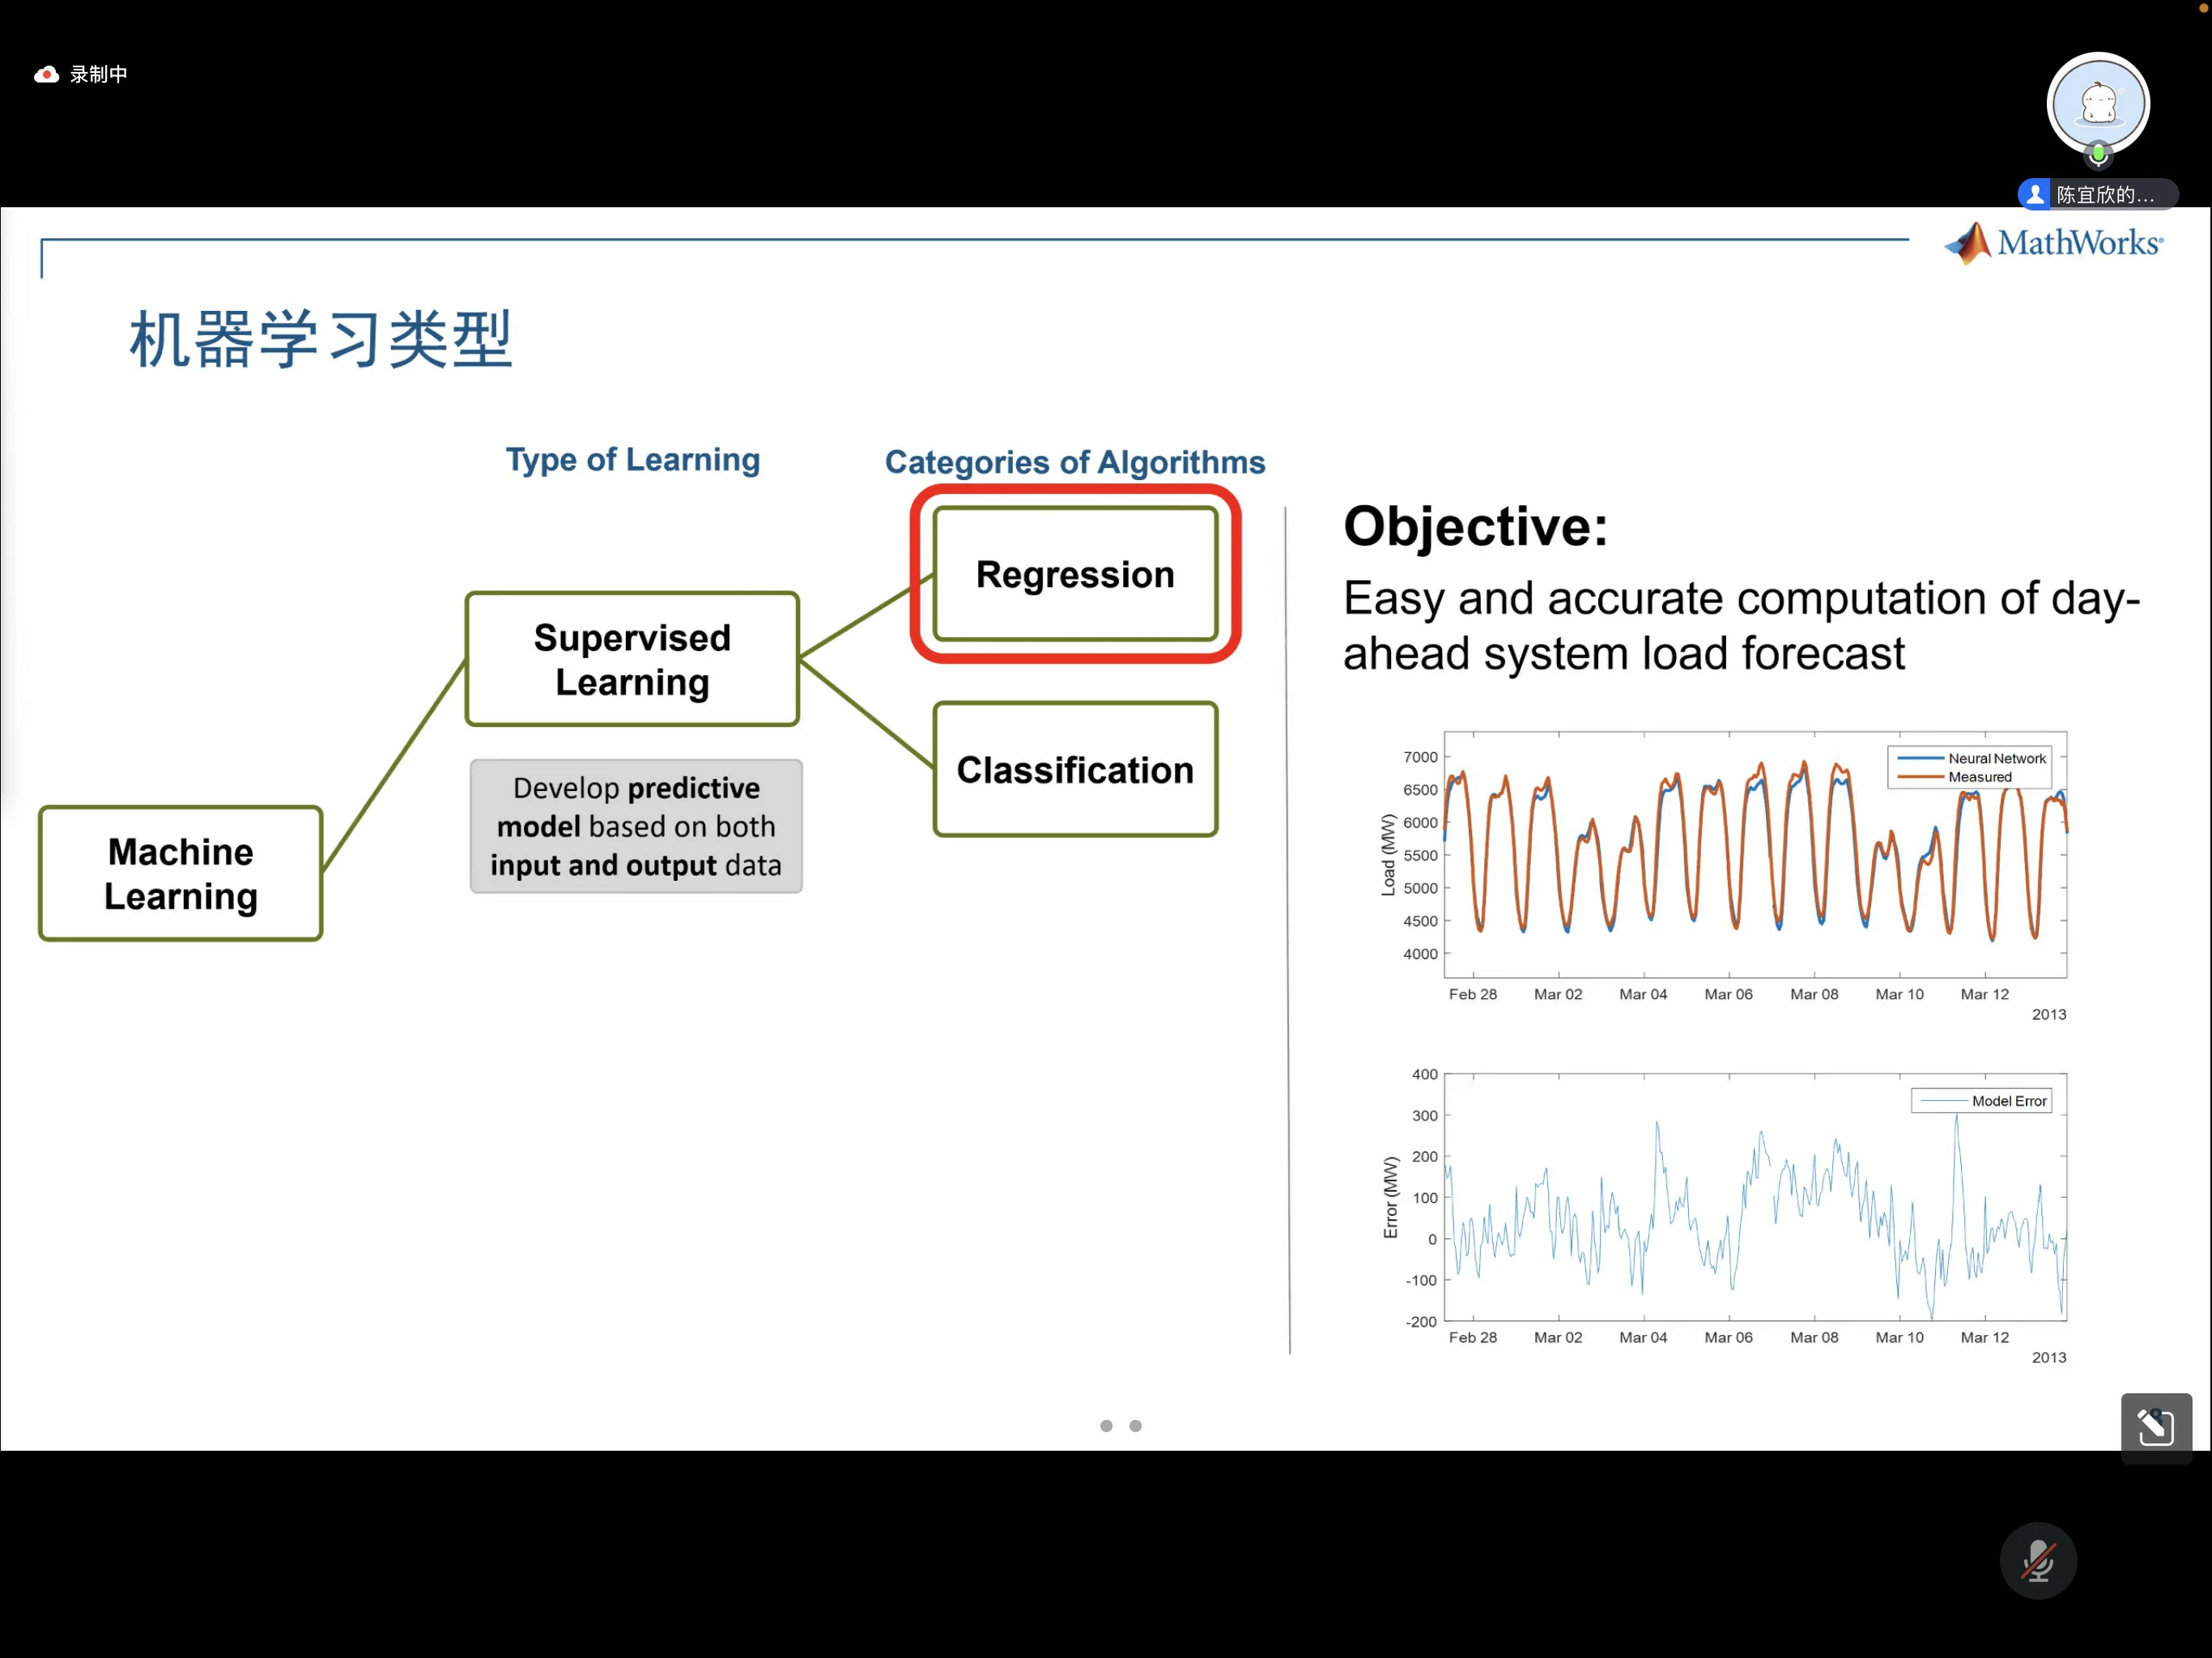 录制中
陈宜欣的...
MathWorks®
机器学习类型
Type of Learning
Categories of Algorithms
Machine
Learning
Supervised
Learning
Develop predictive
model based on both
input and output data
Regression
Classification
Objective:
Easy and accurate computation of day-
ahead system load forecast
Neural Network
Measured
Load (MW)
7000
6500
6000
5500
5000
4500
4000
Feb 28 Mar 02 Mar 04 Mar 06 Mar 08 Mar 10 Mar 12
2013
Model Error
Error (MW)
400
300
200
100
0
-100
-200
Feb 28 Mar 02 Mar 04 Mar 06 Mar 08 Mar 10 Mar 12
2013